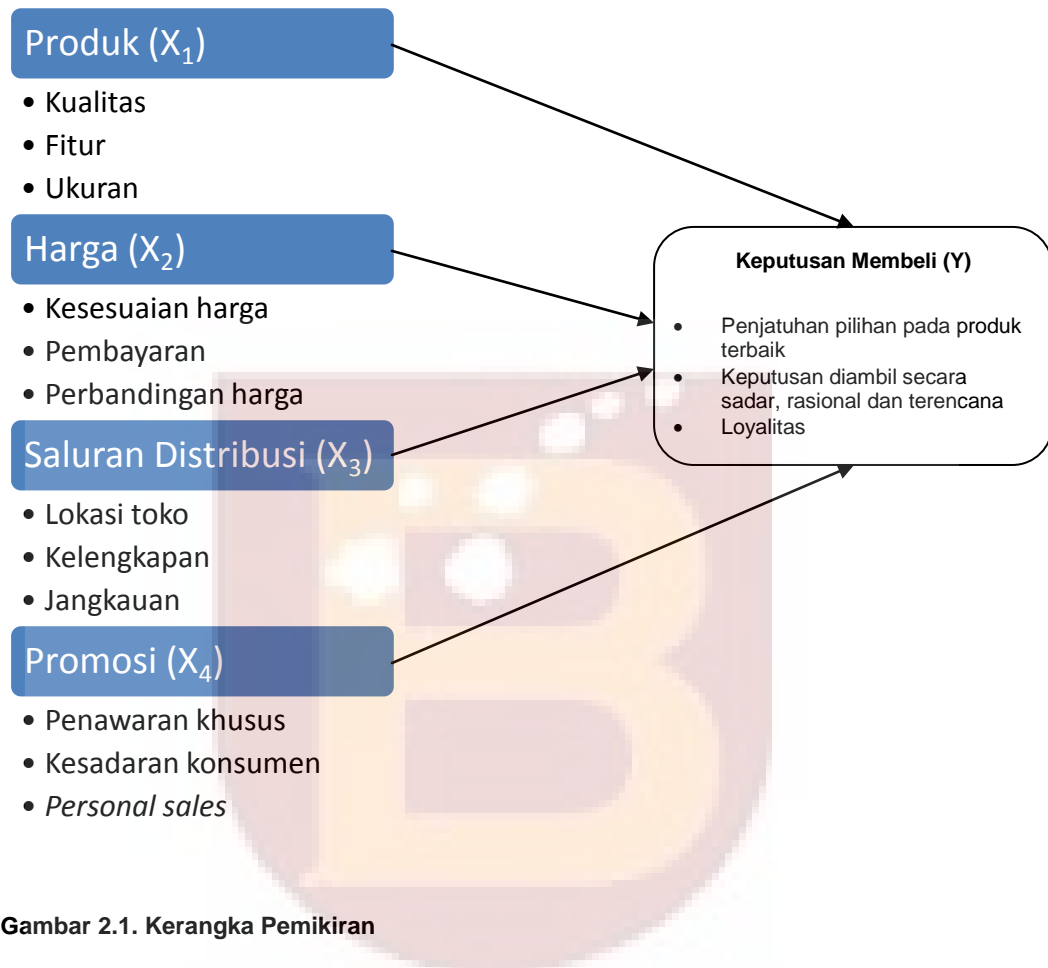 Produk (X₁)
• Kualitas
• Fitur
• Ukuran
Harga (X₂)
• Kesesuaian harga
• Pembayaran
• Perbandingan harga
Saluran Distribusi (X₃)
• Lokasi toko
• Kelengkapan
• Jangkauan
Promosi (X₄)
• Penawaran khusus
• Kesadaran konsumen
• Personal sales
Keputusan Membeli (Y)
• Penjatuhan pilihan pada produk
terbaik
• Keputusan diambil secara
sadar, rasional dan terencana
• Loyalitas
Gambar 2.1. Kerangka Pemikiran